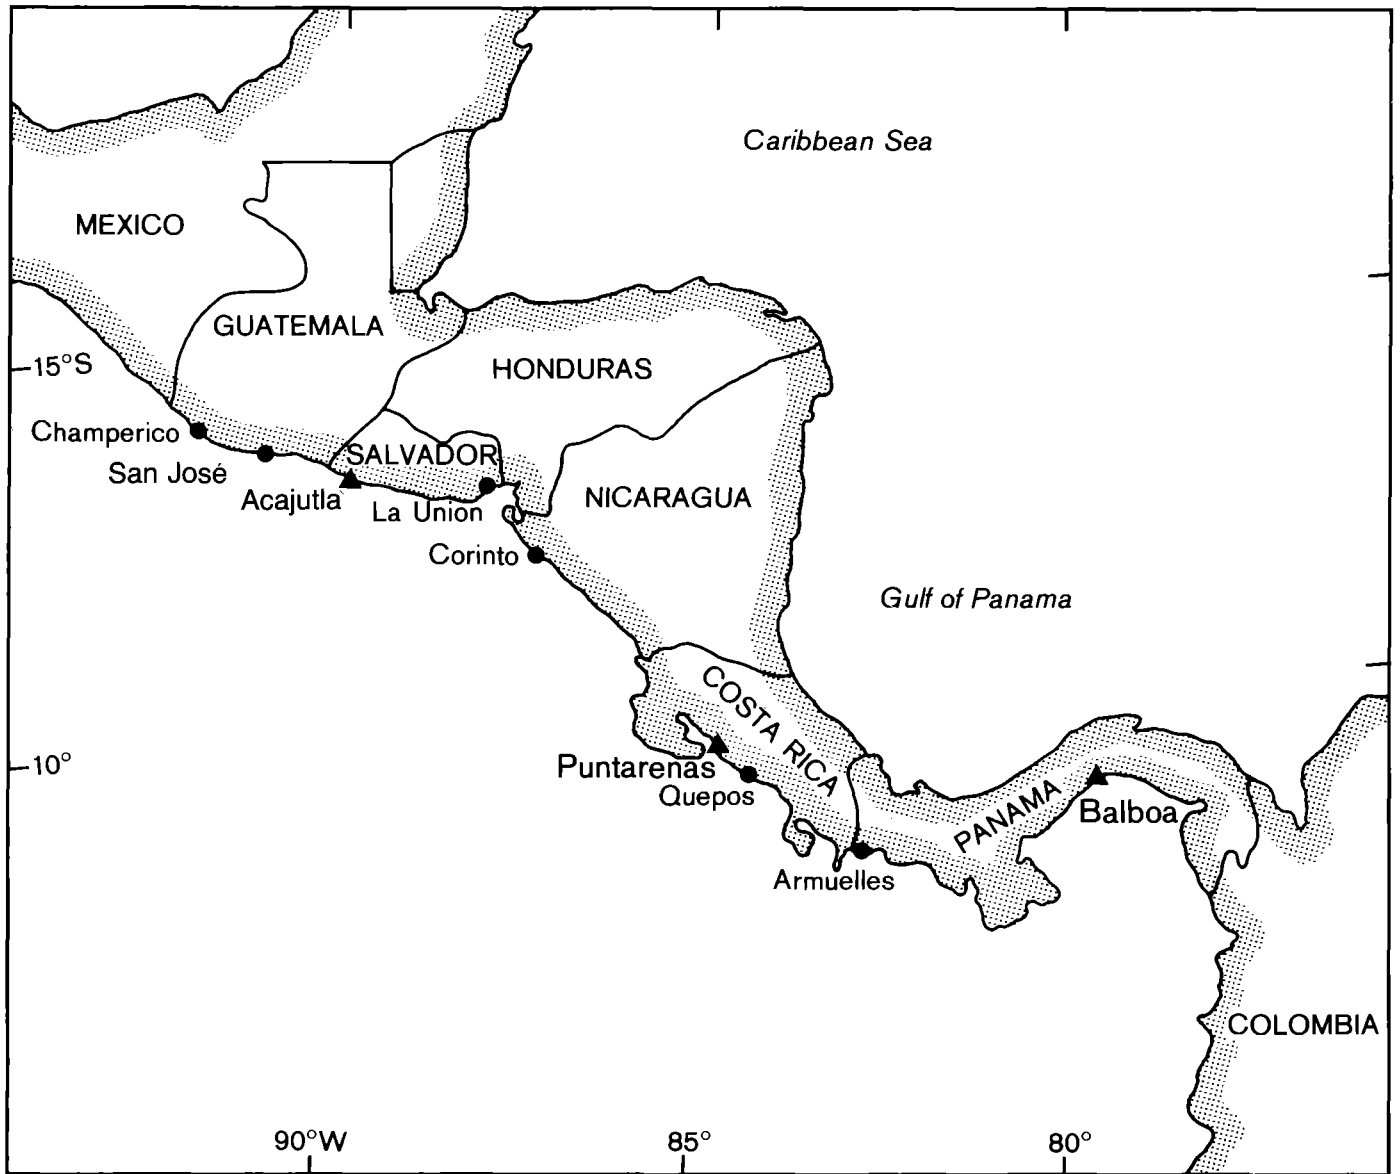 Caribbean Sea
MEXICO
GUATEMALA
15°S
HONDURAS
Champerico
SALVADOR
San José
Acajutla
La Union
NICARAGUA
Corinto
Gulf of Panama
COSTA RICA
Puntarenas
10°
Quepos
PANAMA
Balboa
Armuelles
COLOMBIA
90°W
85°
80°